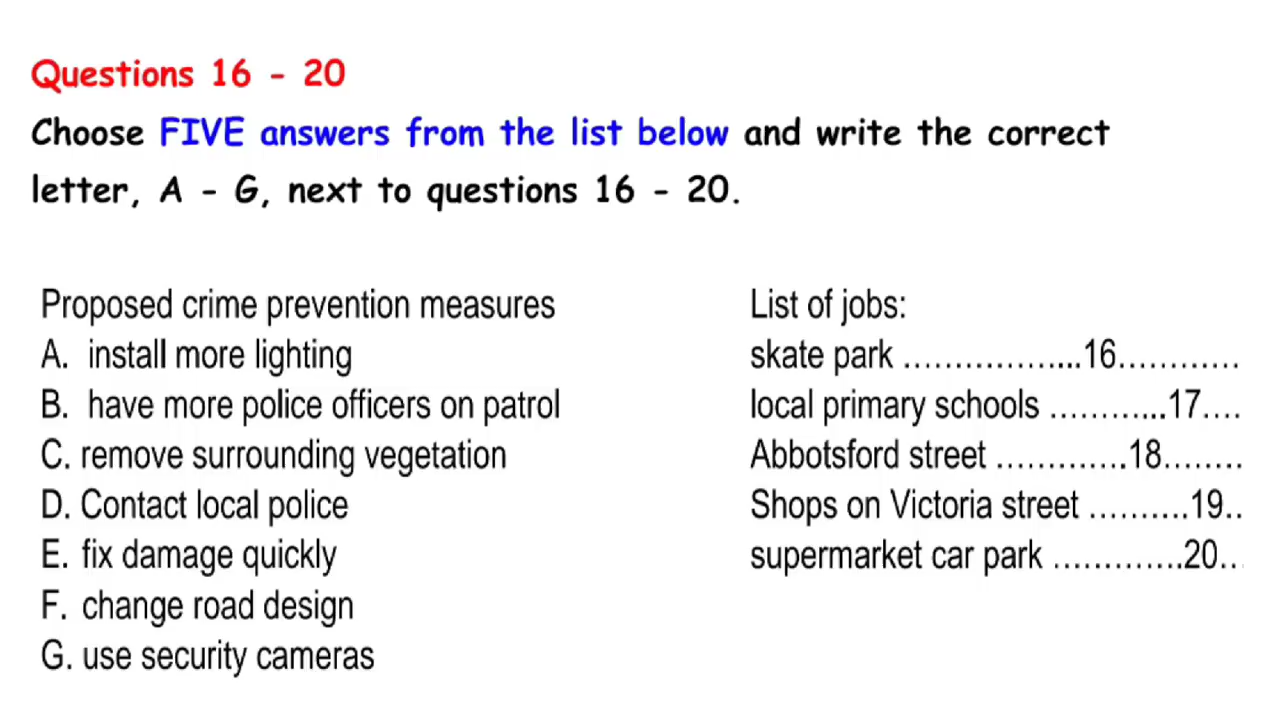 Questions 16 - 20
Choose FIVE answers from the list below and write the correct
letter, A - G, next to questions 16 - 20.
Proposed crime prevention measures
A. install more lighting
B. have more police officers on patrol
C. remove surrounding vegetation
D. Contact local police
E. fix damage quickly
F. change road design
G. use security cameras
List of jobs:
skate park ……………...16…………
local primary schools ………...17….
Abbotsford street ………….18……..
Shops on Victoria street ……….19..
supermarket car park ………….20...